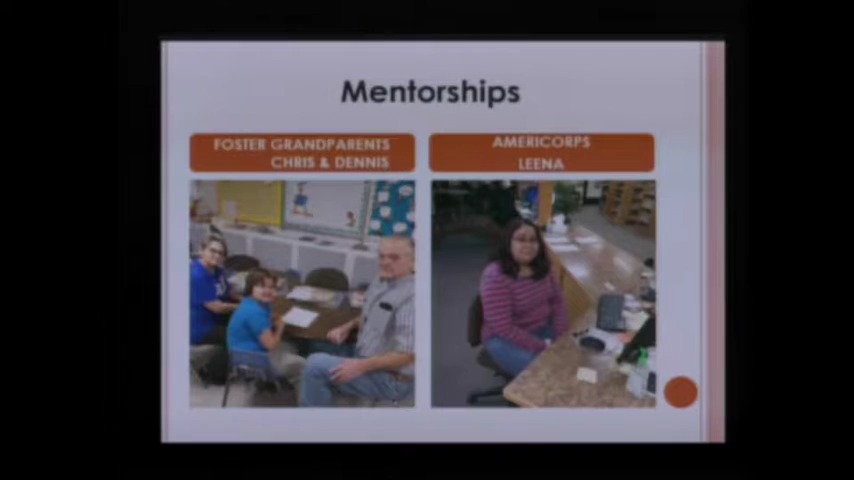 Mentorships
FOSTER GRANDPARENTS
CHRIS & DENNIS
AMERICORPS
LEENA